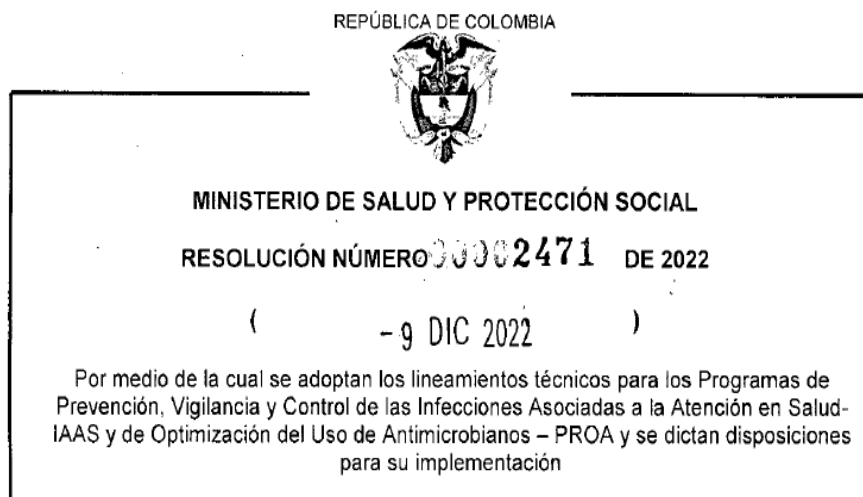 REPÚBLICA DE COLOMBIA
MINISTERIO DE SALUD Y PROTECCIÓN SOCIAL
RESOLUCIÓN NÚMERO 00002471 DE 2022
( - 9 DIC 2022 )
Por medio de la cual se adoptan los lineamientos técnicos para los Programas de
Prevención, Vigilancia y Control de las Infecciones Asociadas a la Atención en Salud-
IAAS y de Optimización del Uso de Antimicrobianos – PROA y se dictan disposiciones
para su implementación